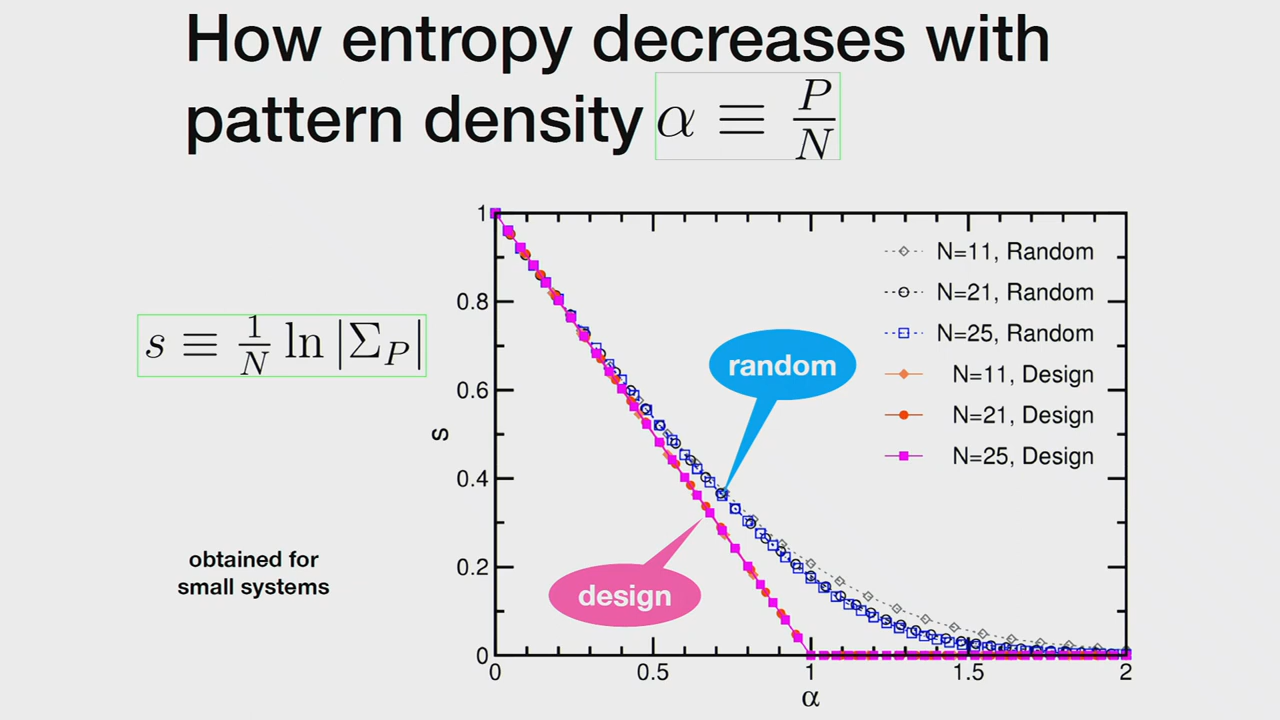 How entropy decreases with
pattern density α ≡ P/N
s ≡ 1/N ln |Σ_P|
obtained for
small systems
1
0.8
0.6
0.4
0.2
0
s
0
0.5
1
1.5
2
α
N=11, Random
N=21, Random
N=25, Random
N=11, Design
N=21, Design
N=25, Design
random
design